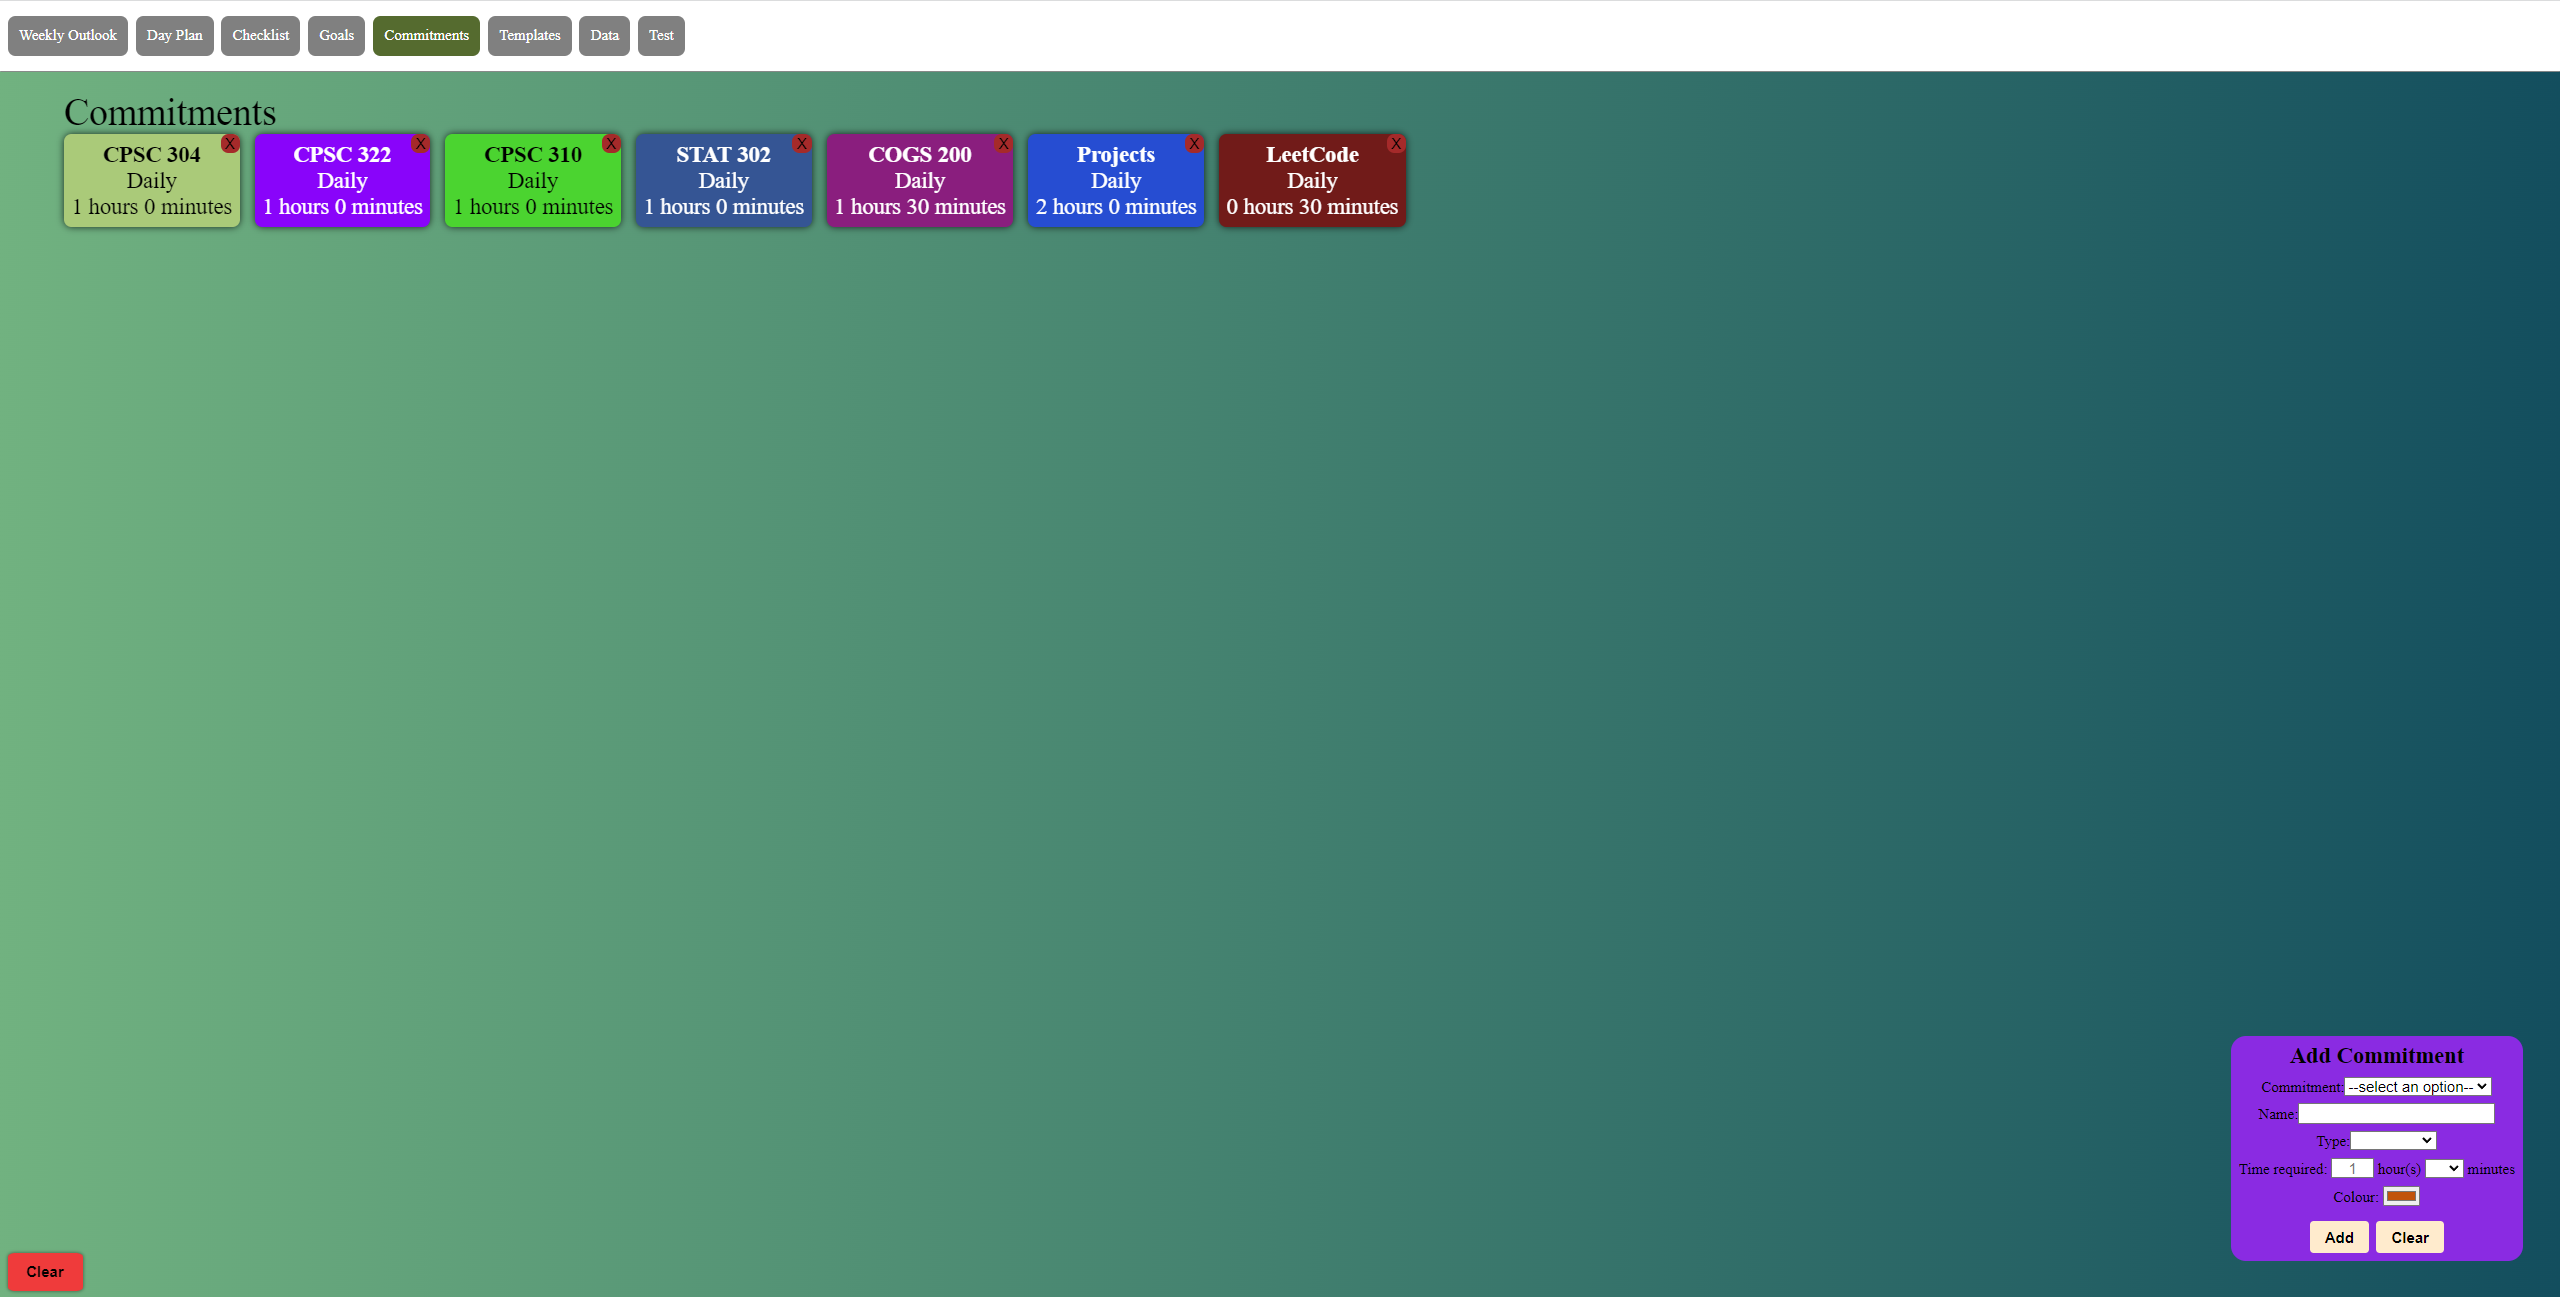 Weekly Outlook Day Plan Checklist Goals Commitments Templates Data Test
Commitments
X X X X X X X
CPSC 304 CPSC 322 CPSC 310 STAT 302 COGS 200 Projects LeetCode
Daily Daily Daily Daily Daily Daily Daily
1 hours 0 minutes 1 hours 0 minutes 1 hours 0 minutes 1 hours 0 minutes 1 hours 30 minutes 2 hours 0 minutes 0 hours 30 minutes
Add Commitment
Commitment: --select an option--
Name:
Type:
Time required: 1 hour(s) minutes
Colour:
Add Clear
Clear